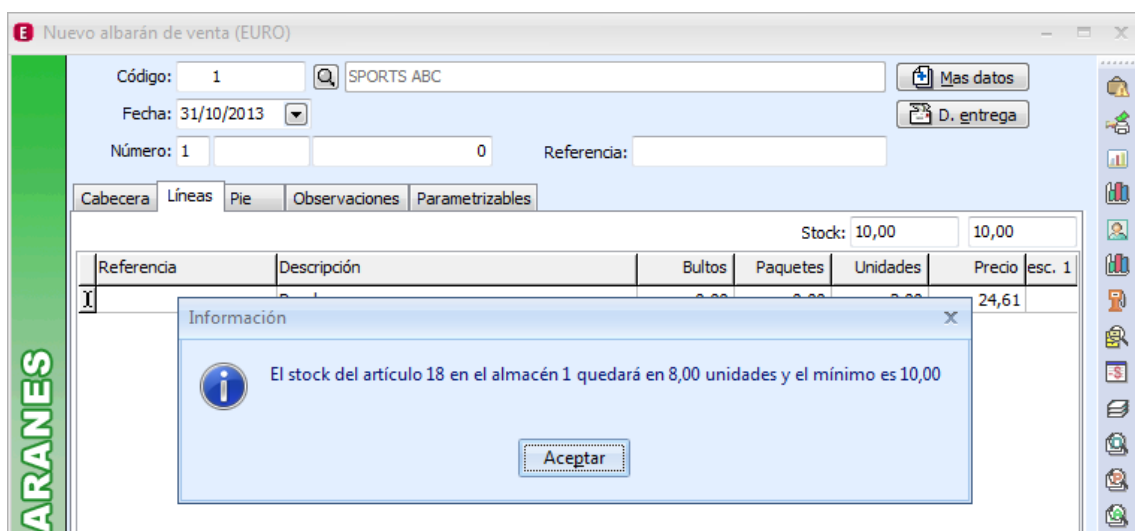 Nuevo albarán de venta (EURO)
Código: 1 SPORTS ABC Mas datos
Fecha: 31/10/2013 D. entrega
Número: 1 0 Referencia:
Cabecera Líneas Pie Observaciones Parametrizables
Stock: 10,00 10,00
Referencia Descripción Bultos Paquetes Unidades Precio esc. 1
24,61
Información
El stock del artículo 18 en el almacén 1 quedará en 8,00 unidades y el mínimo es 10,00
Aceptar
ARANES